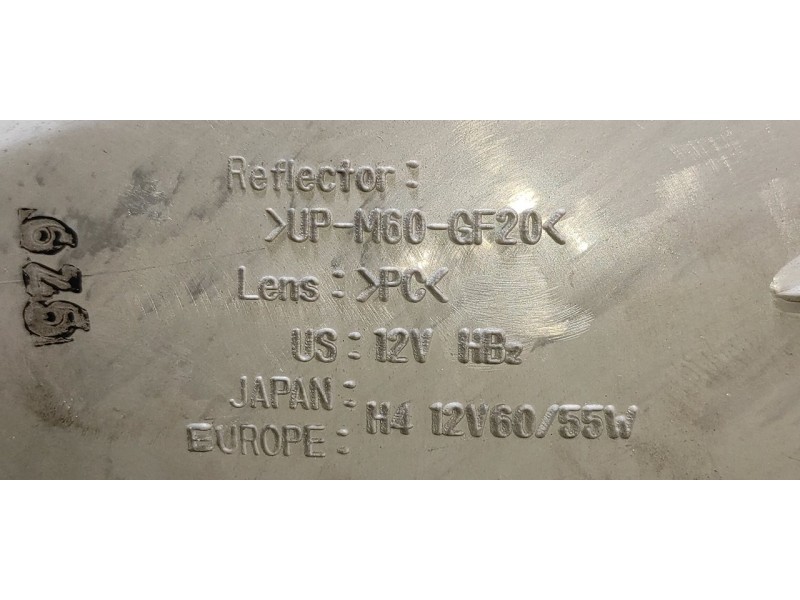 Reflector:
>UP-M60-GF20<
Lens: >PC<
US: 12V HB2
JAPAN:
EUROPE: H4 12V60/55W